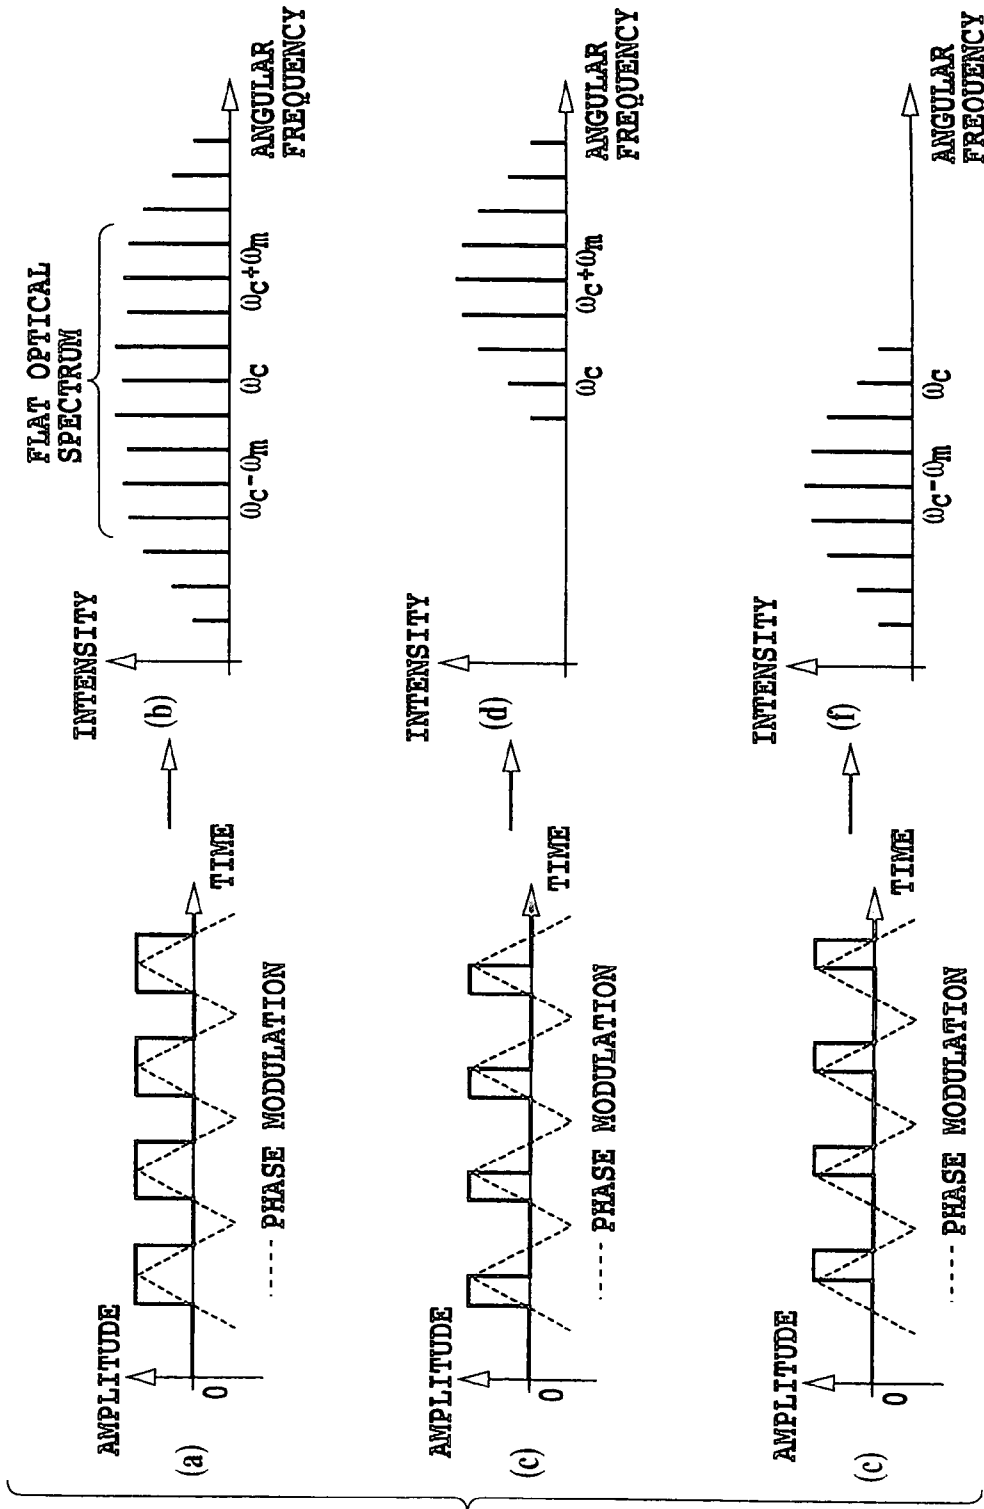 (a)
AMPLITUDE
0
TIME
---- PHASE MODULATION
(b)
INTENSITY
FLAT OPTICAL
SPECTRUM
ωc-ωm
ωc
ωc+ωm
ANGULAR
FREQUENCY
(c)
AMPLITUDE
0
TIME
---- PHASE MODULATION
(d)
INTENSITY
ωc
ωc+ωm
ANGULAR
FREQUENCY
(c)
AMPLITUDE
0
TIME
---- PHASE MODULATION
(f)
INTENSITY
ωc-ωm
ωc
ANGULAR
FREQUENCY